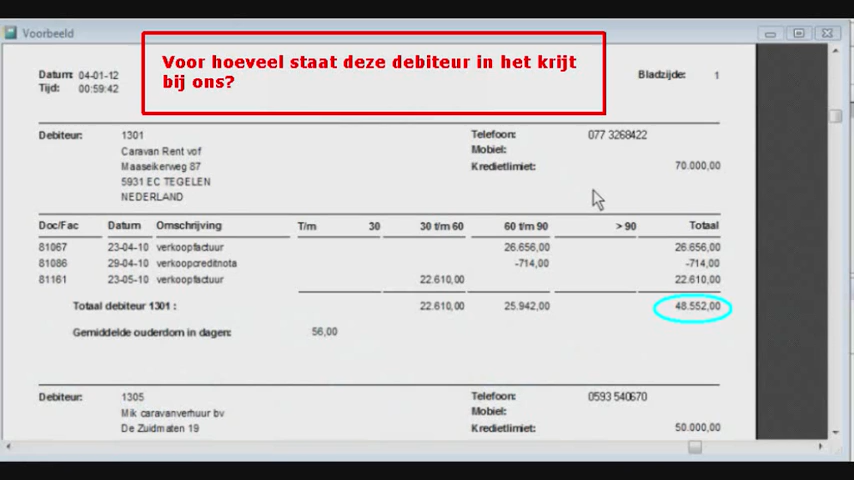 Voorbeeld
Voor hoeveel staat deze debiteur in het krijt
bij ons?
Datum: 04-01-12 Bladzijde: 1
Tijd: 00:59:42
Debiteur: 1301 Telefoon: 077 3268422
Caravan Rent vof Mobiel:
Maaseikerweg 87 Kredietlimiet: 70.000,00
5931 EC TEGELEN
NEDERLAND
Doc/Fac Datum Omschrijving T/m 30 30 t/m 60 60 t/m 90 > 90 Totaal
81067 23-04-10 verkoopfactuur 26.656,00 26.656,00
81086 29-04-10 verkoopcreditnota -714,00 -714,00
81161 23-05-10 verkoopfactuur 22.610,00 22.610,00
Totaal debiteur 1301 : 22.610,00 25.942,00 48.552,00
Gemiddelde ouderdom in dagen: 56,00
Debiteur: 1305 Telefoon: 0593 540670
Mik caravanverhuur bv Mobiel:
De Zuidmaten 19 Kredietlimiet: 50.000,00